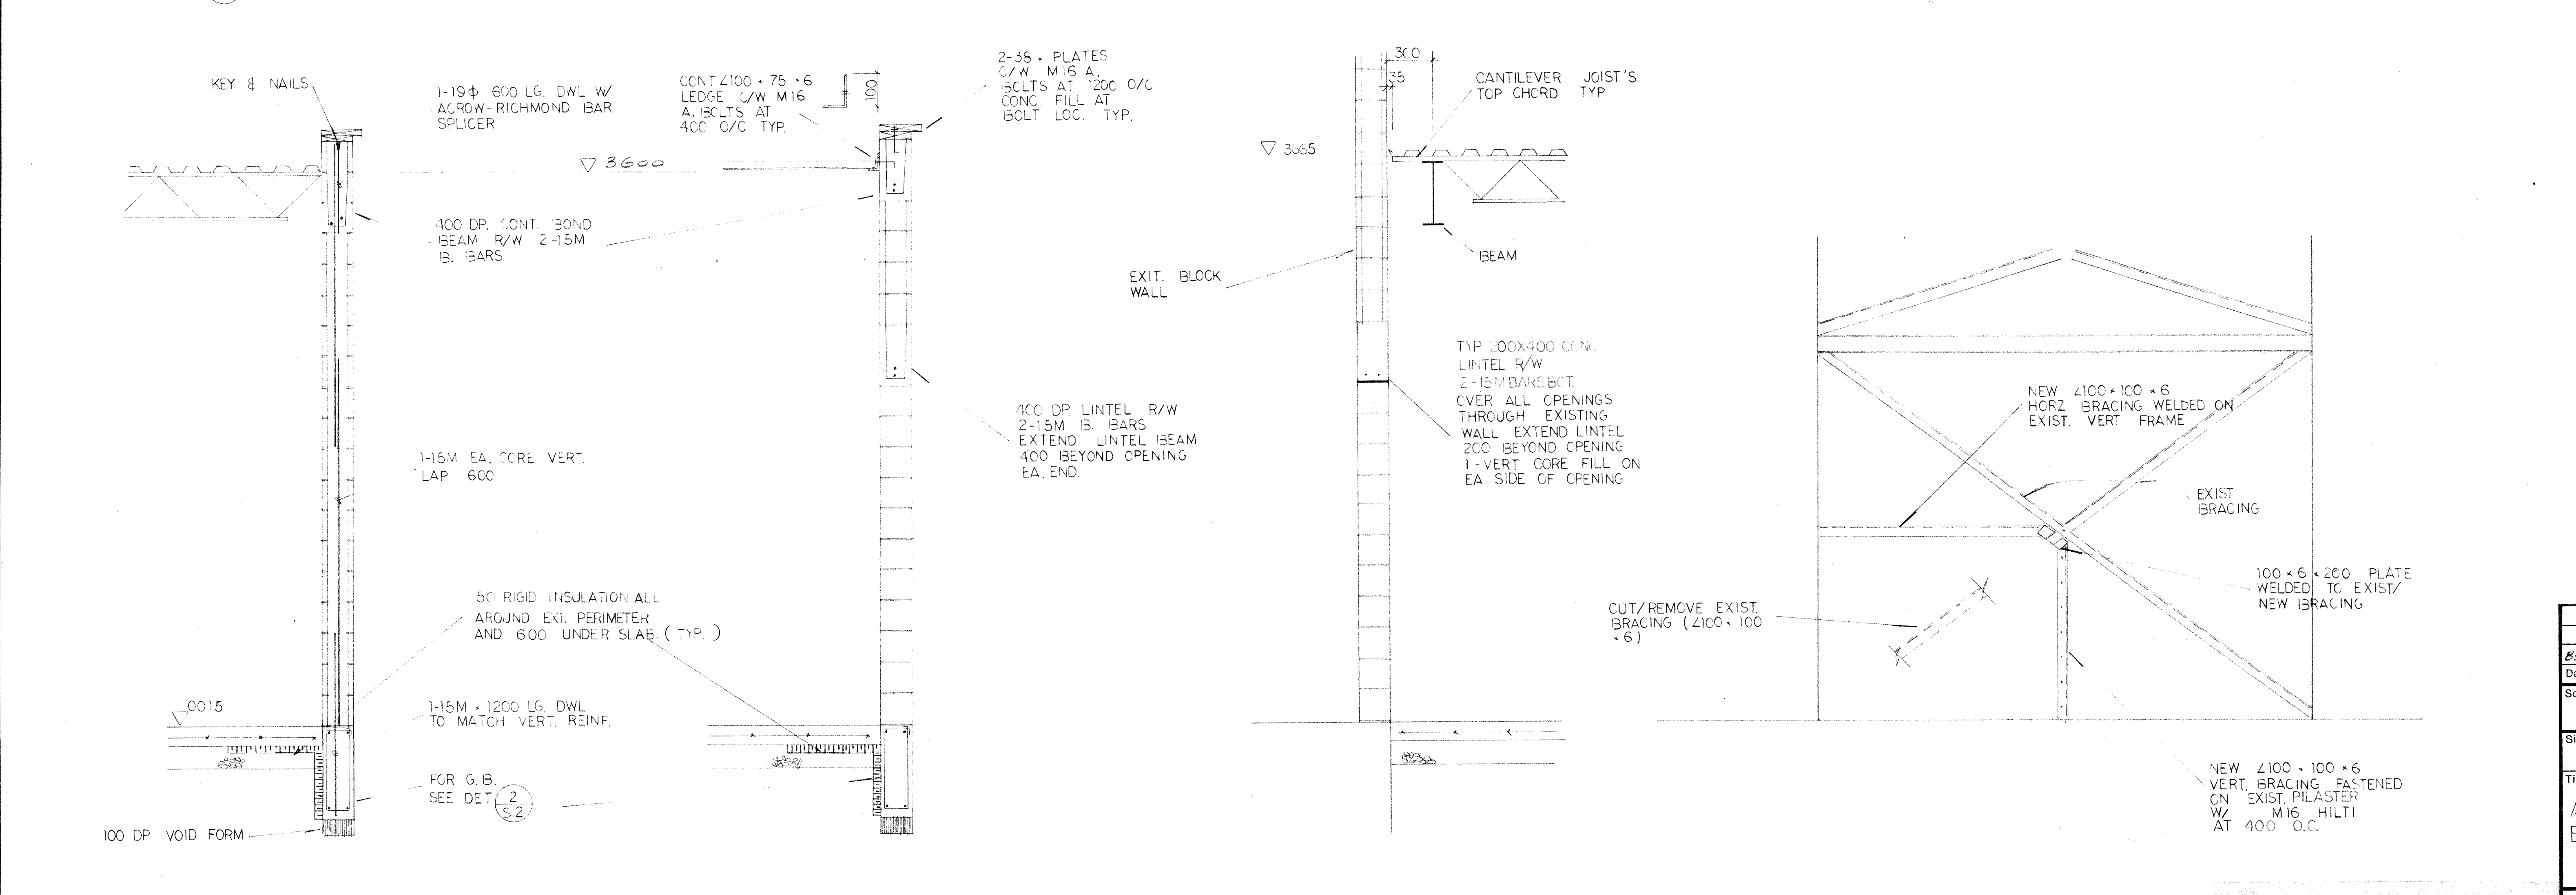 KEY & NAILS
1-19ϕ 600 LG. DWL W/
ACROW-RICHMOND BAR
SPLICER
CONT ∠100 × 75 × 6
LEDGE C/W M16
A. BOLTS AT
400 O/C TYP.
100
2-38 × PLATES
C/W M16 A.
BOLTS AT 1200 O/C
CONC. FILL AT
BOLT LOC. TYP.
300
35
CANTILEVER JOIST'S
TOP CHORD TYP
▽ 3600
▽ 3665
400 DP. CONT. BOND
BEAM R/W 2-15M
B. BARS
BEAM
EXIT. BLOCK
WALL
TYP 200X400 CONC
LINTEL R/W
2-15M BARS BOT.
OVER ALL OPENINGS
THROUGH EXISTING
WALL EXTEND LINTEL
200 BEYOND OPENING
1-VERT CORE FILL ON
EA SIDE OF OPENING
400 DP. LINTEL R/W
2-15M B. BARS
EXTEND LINTEL BEAM
400 BEYOND OPENING
EA. END.
1-15M EA. CORE VERT.
LAP 600
NEW ∠100 × 100 × 6
HORZ BRACING WELDED ON
EXIST. VERT FRAME
EXIST
BRACING
100 × 6 × 200 PLATE
WELDED TO EXIST/
NEW BRACING
CUT/REMOVE EXIST.
BRACING (∠100 × 100
× 6)
50 RIGID INSULATION ALL
AROUND EXT. PERIMETER
AND 600 UNDER SLAB. (TYP.)
▽ 0015
1-15M × 1200 LG. DWL
TO MATCH VERT. REINF.
FOR G.B.
SEE DET 2
S2
100 DP VOID FORM
NEW ∠100 × 100 × 6
VERT. BRACING FASTENED
ON EXIST. PILASTER
W/ M16 HILTI
AT 400 O.C.